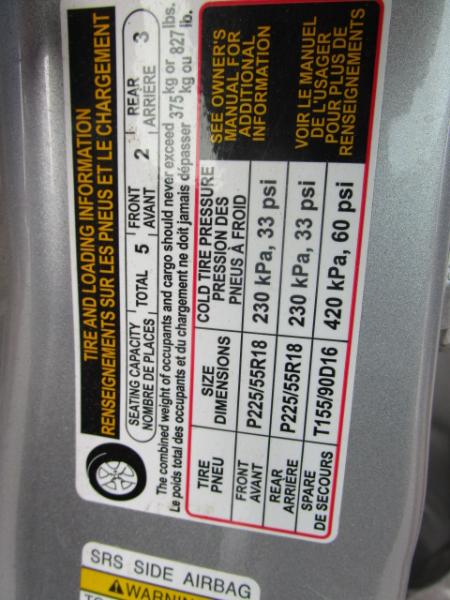 TIRE AND LOADING INFORMATION
RENSEIGNEMENTS SUR LES PNEUS ET LE CHARGEMENT
SEATING CAPACITY TOTAL 5 FRONT 2 REAR 3
NOMBRE DE PLACES AVANT ARRIÈRE
The combined weight of occupants and cargo should never exceed 375 kg or lbs.
Le poids total des occupants et du chargement ne doit jamais dépasser kg ou 827 lb.
TIRE SIZE COLD TIRE PRESSURE
PNEU DIMENSIONS PRESSION DES
PNEUS À FROID
FRONT P225/55R18 230 kPa, 33 psi
AVANT
REAR P225/55R18 230 kPa, 33 psi
ARRIÈRE
SPARE T155/90D16 420 kPa, 60 psi
DE SECOURS
SEE OWNER'S
MANUAL FOR
ADDITIONAL
INFORMATION
VOIR LE MANUEL
DE L'USAGER
POUR PLUS DE
RENSEIGNEMENTS
SRS SIDE AIRBAG
WARNING